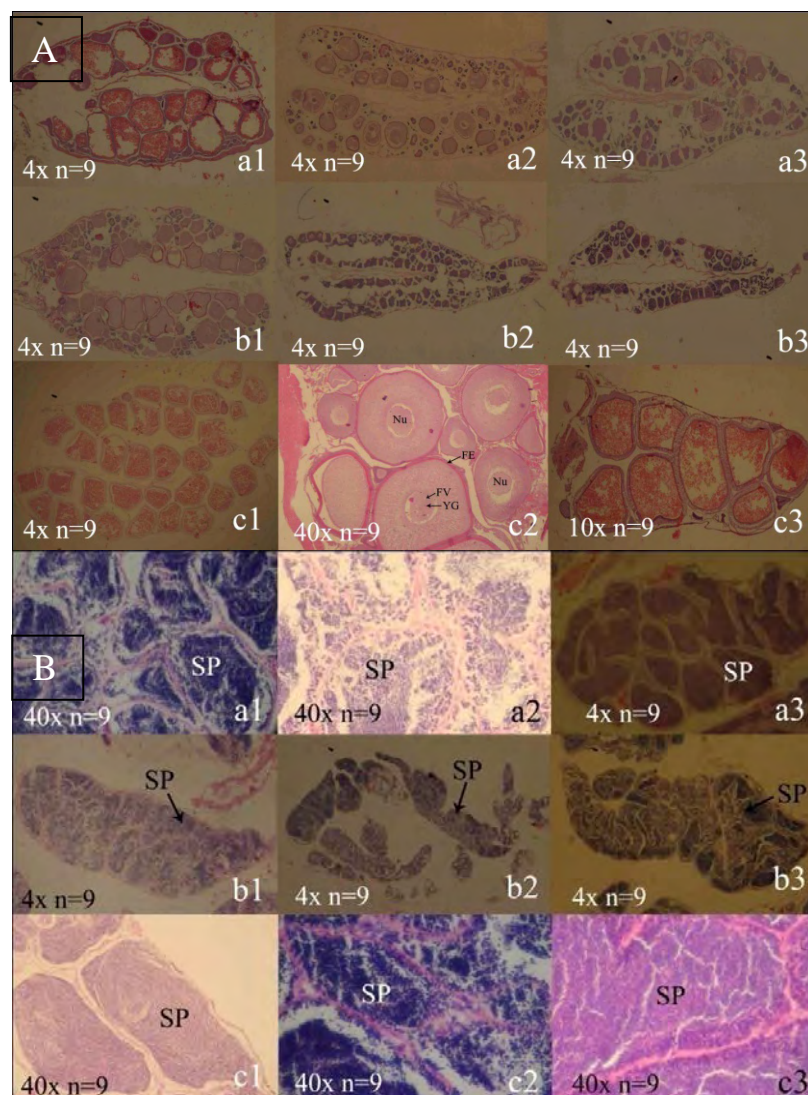 A
a1
4x n=9
a2
4x n=9
a3
4x n=9
b1
4x n=9
b2
4x n=9
b3
4x n=9
c1
4x n=9
Nu
FE
FV
YG
Nu
c2
40x n=9
c3
10x n=9
B
SP
a1
40x n=9
SP
a2
40x n=9
SP
a3
4x n=9
SP
b1
4x n=9
SP
b2
4x n=9
SP
b3
4x n=9
SP
c1
40x n=9
SP
c2
40x n=9
SP
c3
40x n=9